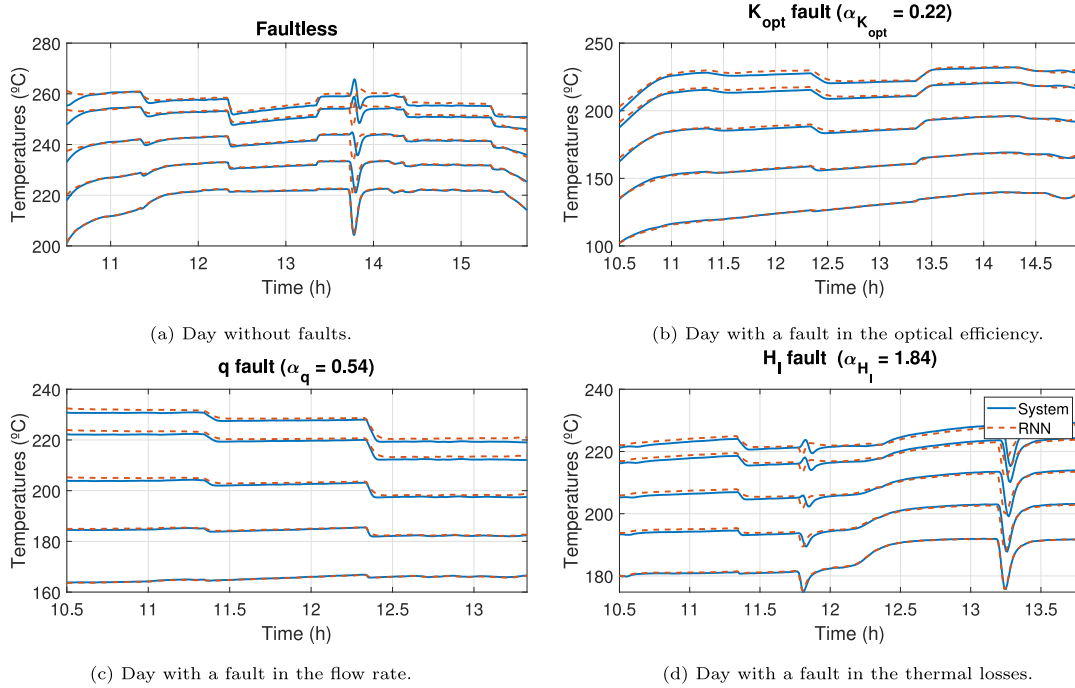 Faultless
Temperatures (ºC)
280
260
240
220
200
11
12
13
14
15
Time (h)
(a) Day without faults.
K_opt fault (α_K_opt = 0.22)
Temperatures (ºC)
250
200
150
100
10.5
11
11.5
12
12.5
13
13.5
14
14.5
Time (h)
(b) Day with a fault in the optical efficiency.
q fault (α_q = 0.54)
Temperatures (ºC)
240
220
200
180
160
10.5
11
11.5
12
12.5
13
Time (h)
(c) Day with a fault in the flow rate.
H_l fault (α_H_l = 1.84)
Temperatures (ºC)
240
220
200
180
System
RNN
10.5
11
11.5
12
12.5
13
13.5
Time (h)
(d) Day with a fault in the thermal losses.